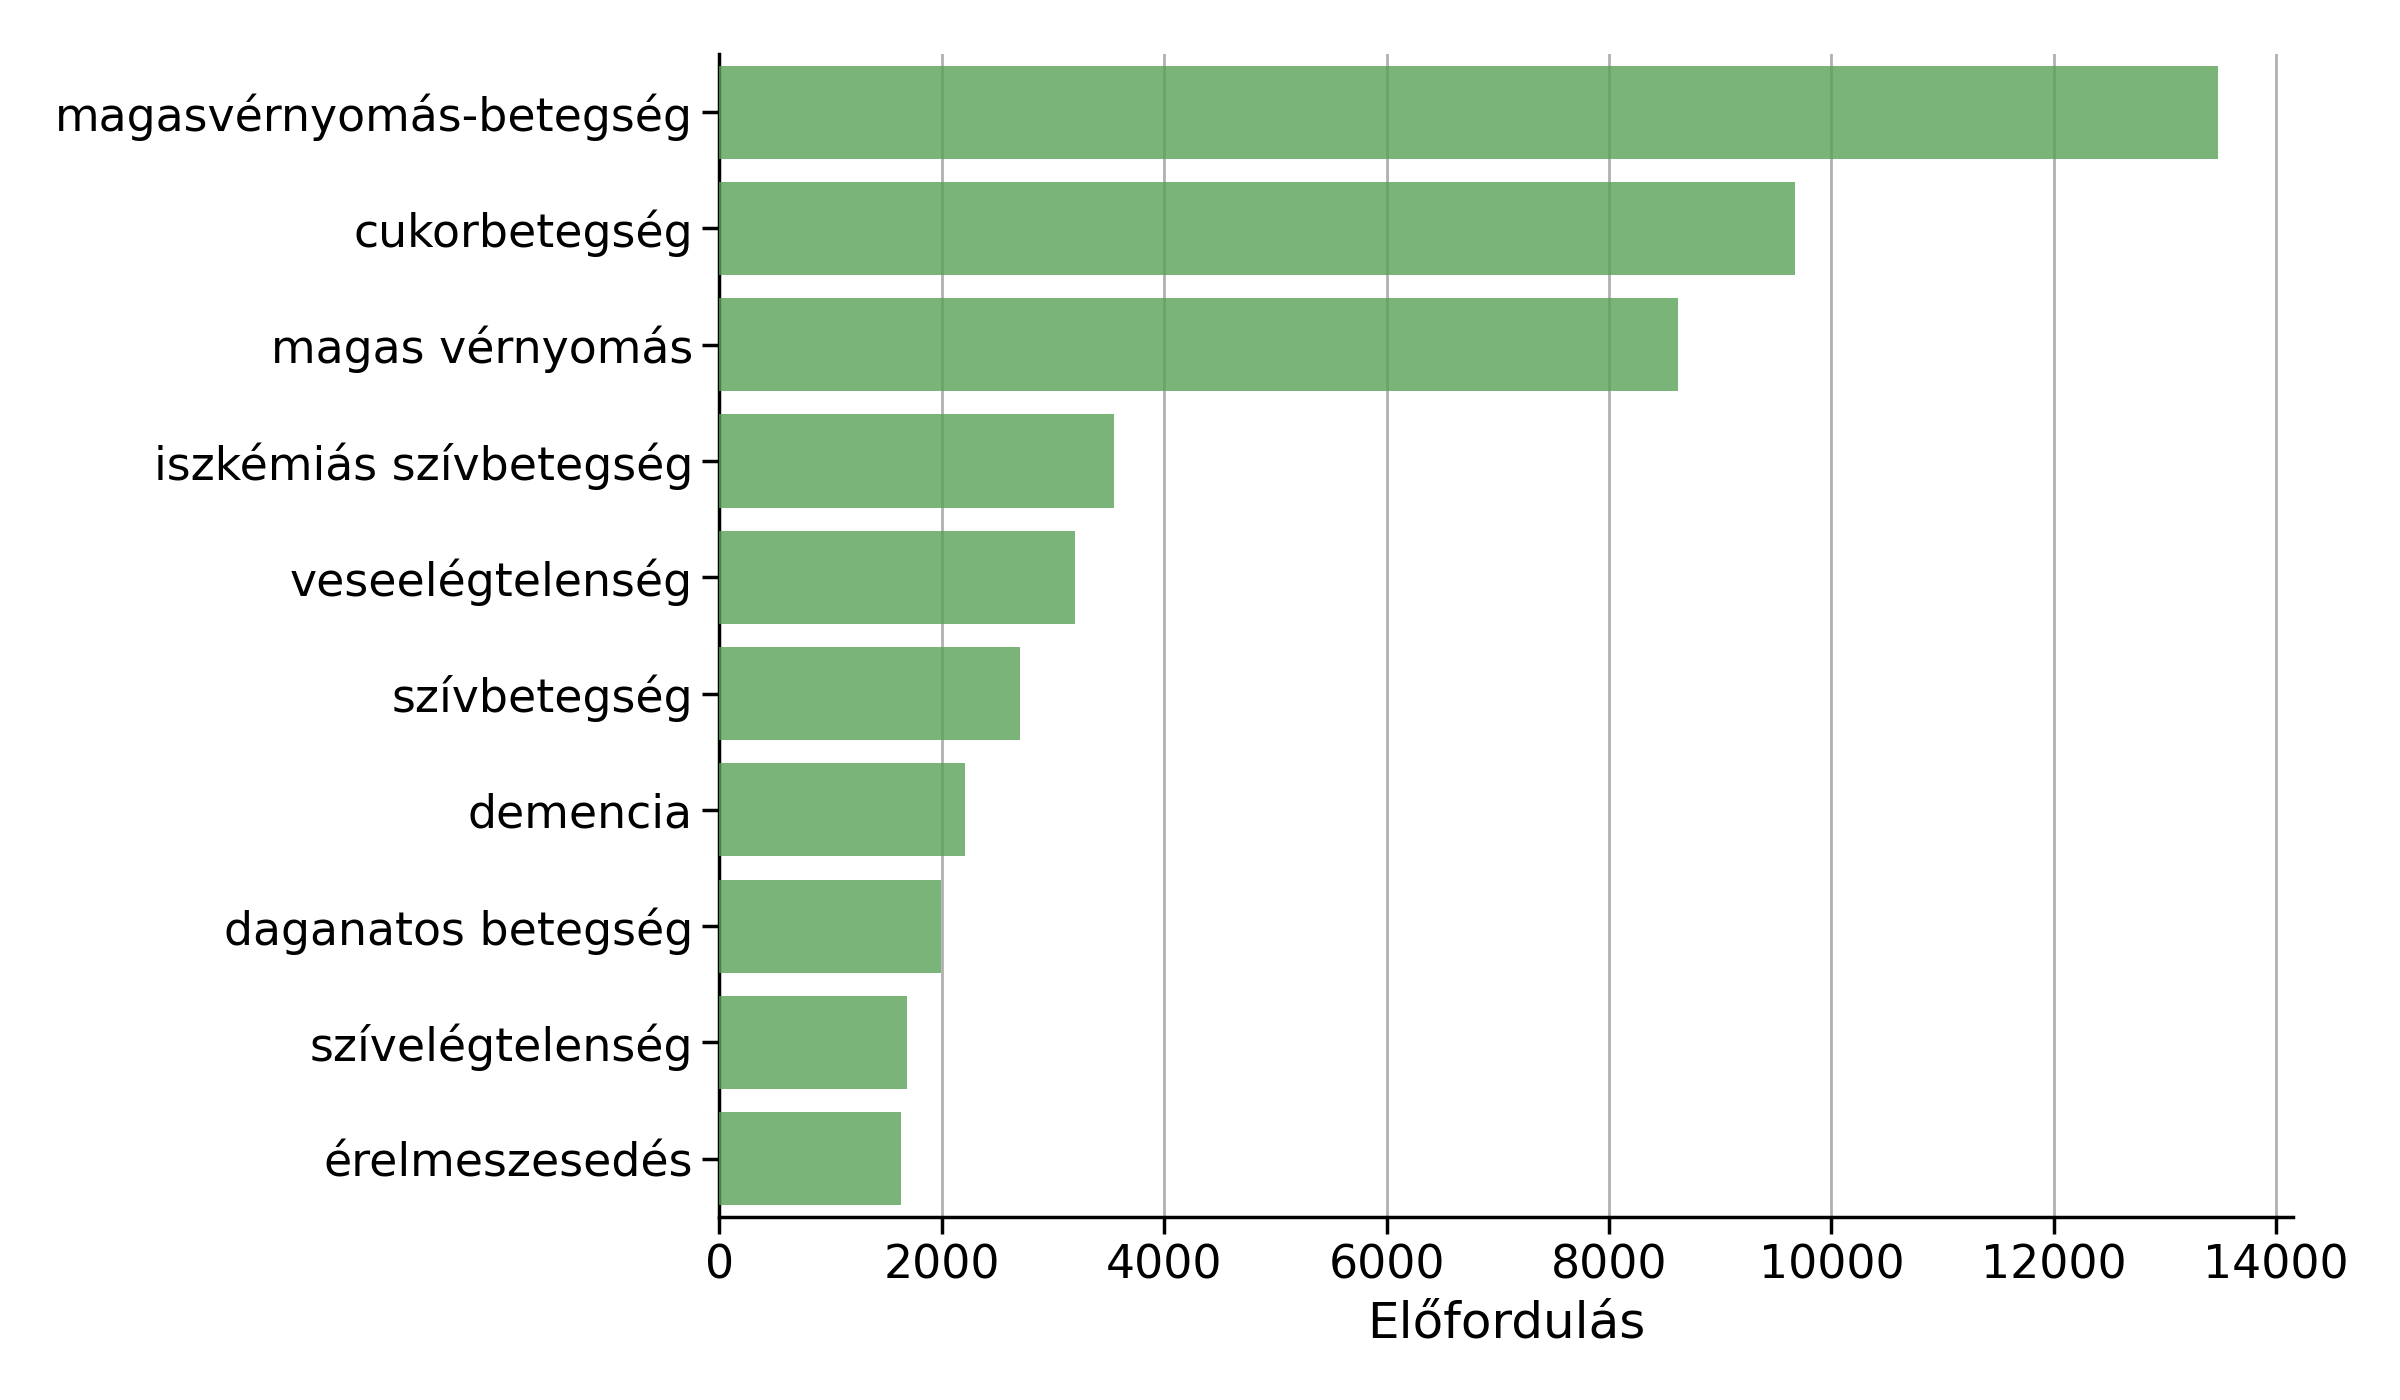 magasvérnyomás-betegség
cukorbetegség
magas vérnyomás
iszkémiás szívbetegség
veseelégtelenség
szívbetegség
demencia
daganatos betegség
szívelégtelenség
érelmeszesedés
0 2000 4000 6000 8000 10000 12000 14000
Előfordulás